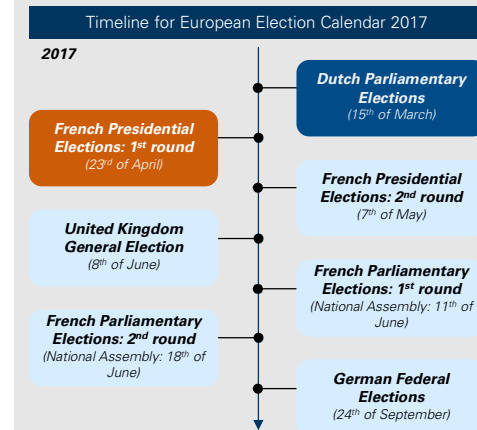 Timeline for European Election Calendar 2017
2017
Dutch Parliamentary
Elections
(15th of March)
French Presidential
Elections: 1st round
(23rd of April)
French Presidential
Elections: 2nd round
(7th of May)
United Kingdom
General Election
(8th of June)
French Parliamentary
Elections: 1st round
(National Assembly: 11th of
June)
French Parliamentary
Elections: 2nd round
(National Assembly: 18th of
June)
German Federal
Elections
(24th of September)